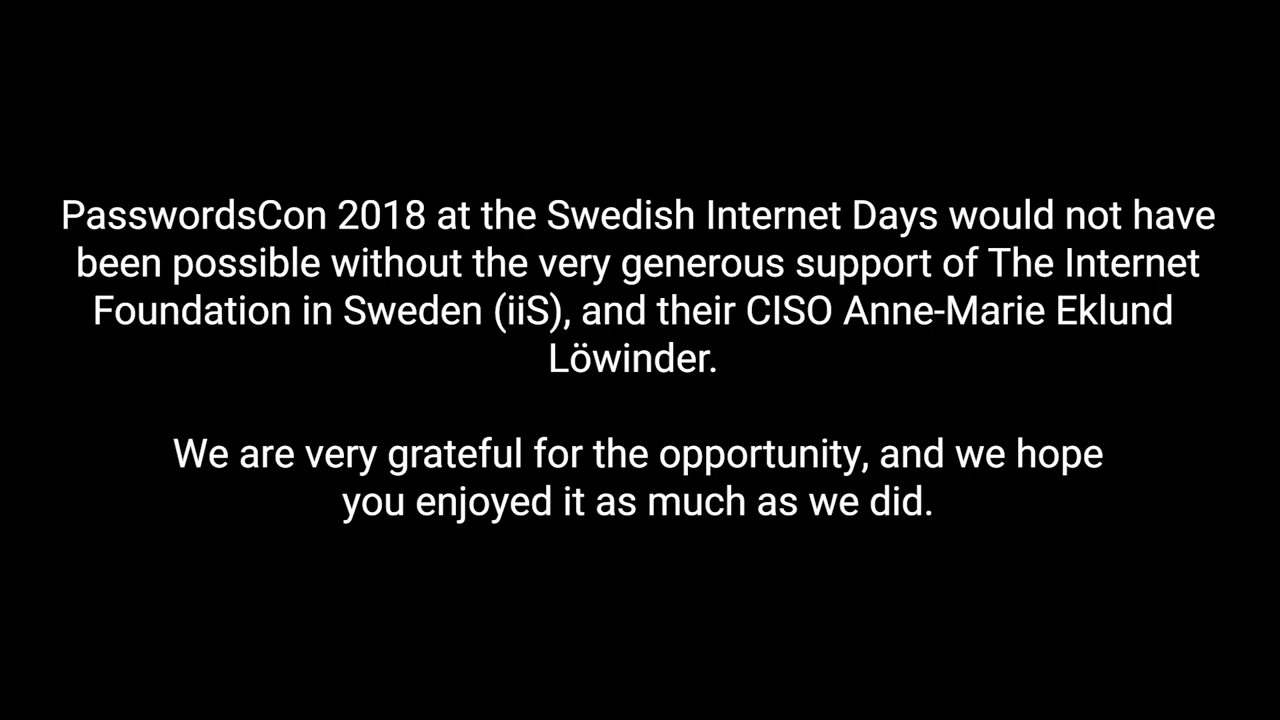 PasswordsCon 2018 at the Swedish Internet Days would not have
been possible without the very generous support of The Internet
Foundation in Sweden (iiS), and their CISO Anne-Marie Eklund
Löwinder.
We are very grateful for the opportunity, and we hope
you enjoyed it as much as we did.